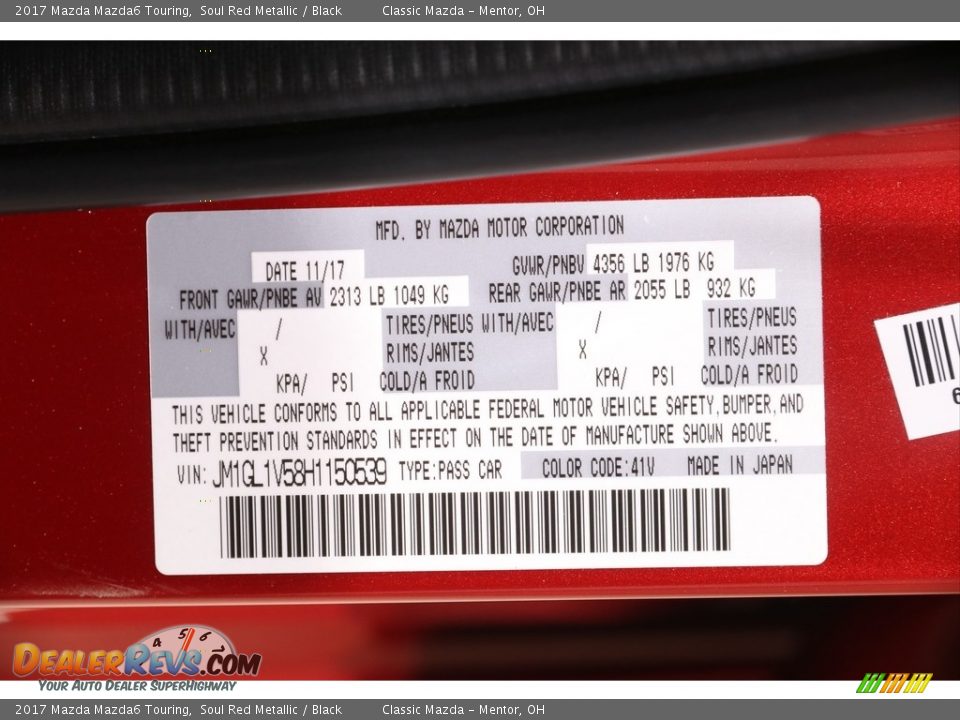 2017 Mazda Mazda6 Touring, Soul Red Metallic / Black Classic Mazda – Mentor, OH
MFD. BY MAZDA MOTOR CORPORATION
DATE 11/17 GVWR/PNBV 4356 LB 1976 KG
FRONT GAWR/PNBE AV 2313 LB 1049 KG REAR GAWR/PNBE AR 2055 LB 932 KG
WITH/AVEC / TIRES/PNEUS WITH/AVEC / TIRES/PNEUS
X RIMS/JANTES X RIMS/JANTES
KPA/ PSI COLD/A FROID KPA/ PSI COLD/A FROID
THIS VEHICLE CONFORMS TO ALL APPLICABLE FEDERAL MOTOR VEHICLE SAFETY,BUMPER,AND
THEFT PREVENTION STANDARDS IN EFFECT ON THE DATE OF MANUFACTURE SHOWN ABOVE.
VIN: JM1GL1V58H1150539 TYPE:PASS CAR COLOR CODE:41V MADE IN JAPAN
4 5 6
DEALERREVS.COM
YOUR AUTO DEALER SUPERHIGHWAY
2017 Mazda Mazda6 Touring, Soul Red Metallic / Black Classic Mazda – Mentor, OH